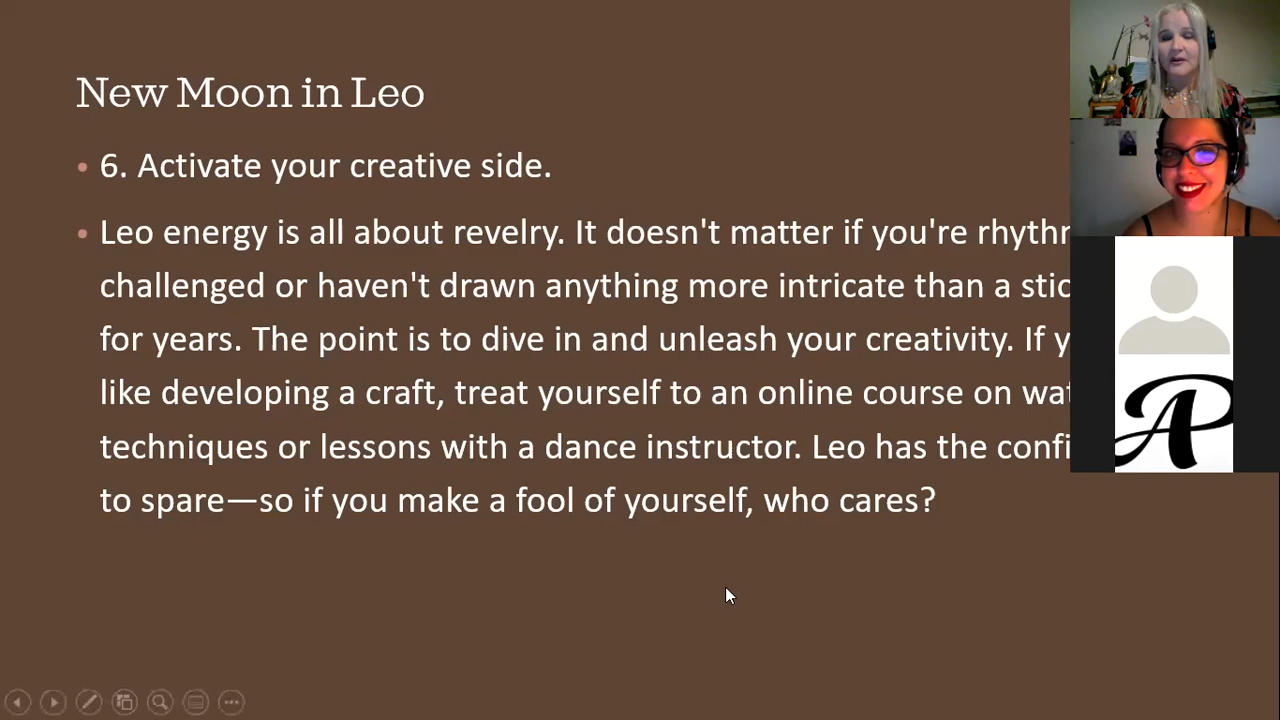 New Moon in Leo
• 6. Activate your creative side.
• Leo energy is all about revelry. It doesn't matter if you're
challenged or haven't drawn anything more intricate than a
for years. The point is to dive in and unleash your creativity. If
like developing a craft, treat yourself to an online course on
techniques or lessons with a dance instructor. Leo has the
to spare—so if you make a fool of yourself, who cares?